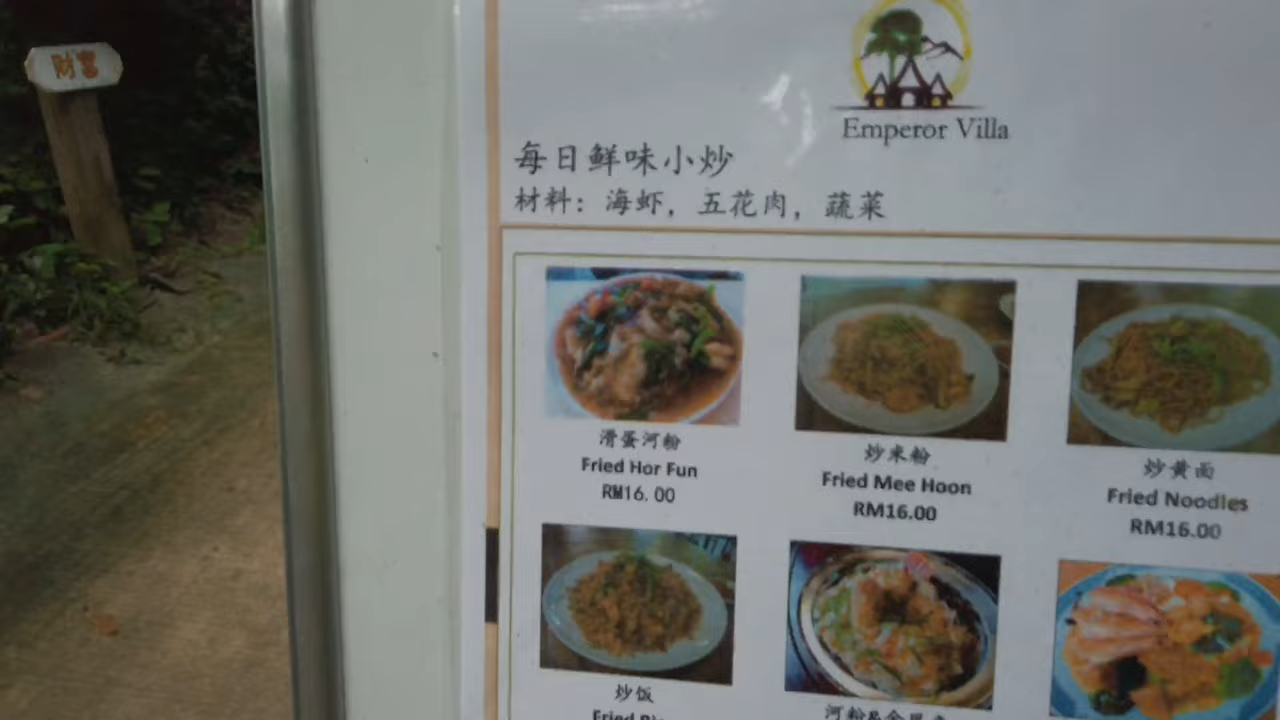 财富
Emperor Villa
每日鲜味小炒
材料：海虾，五花肉，蔬菜
滑蛋河粉
Fried Hor Fun
RM16.00
炒米粉
Fried Mee Hoon
RM16.00
炒黄面
Fried Noodles
RM16.00
炒饭
Fried
河粉&